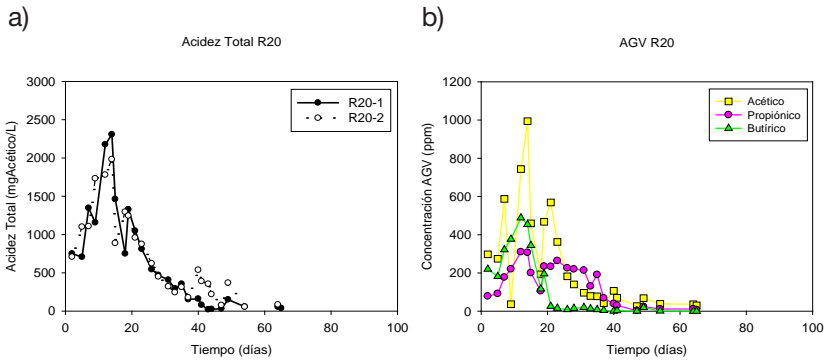 a)
Acidez Total R20
Acidez Total (mgAcético/L)
3000
2500
2000
1500
1000
500
0
0 20 40 60 80 100
Tiempo (días)
R20-1
R20-2
b)
AGV R20
Concentración AGV (ppm)
1200
1000
800
600
400
200
0
0 20 40 60 80 100
Tiempo (días)
Acético
Propiónico
Butírico